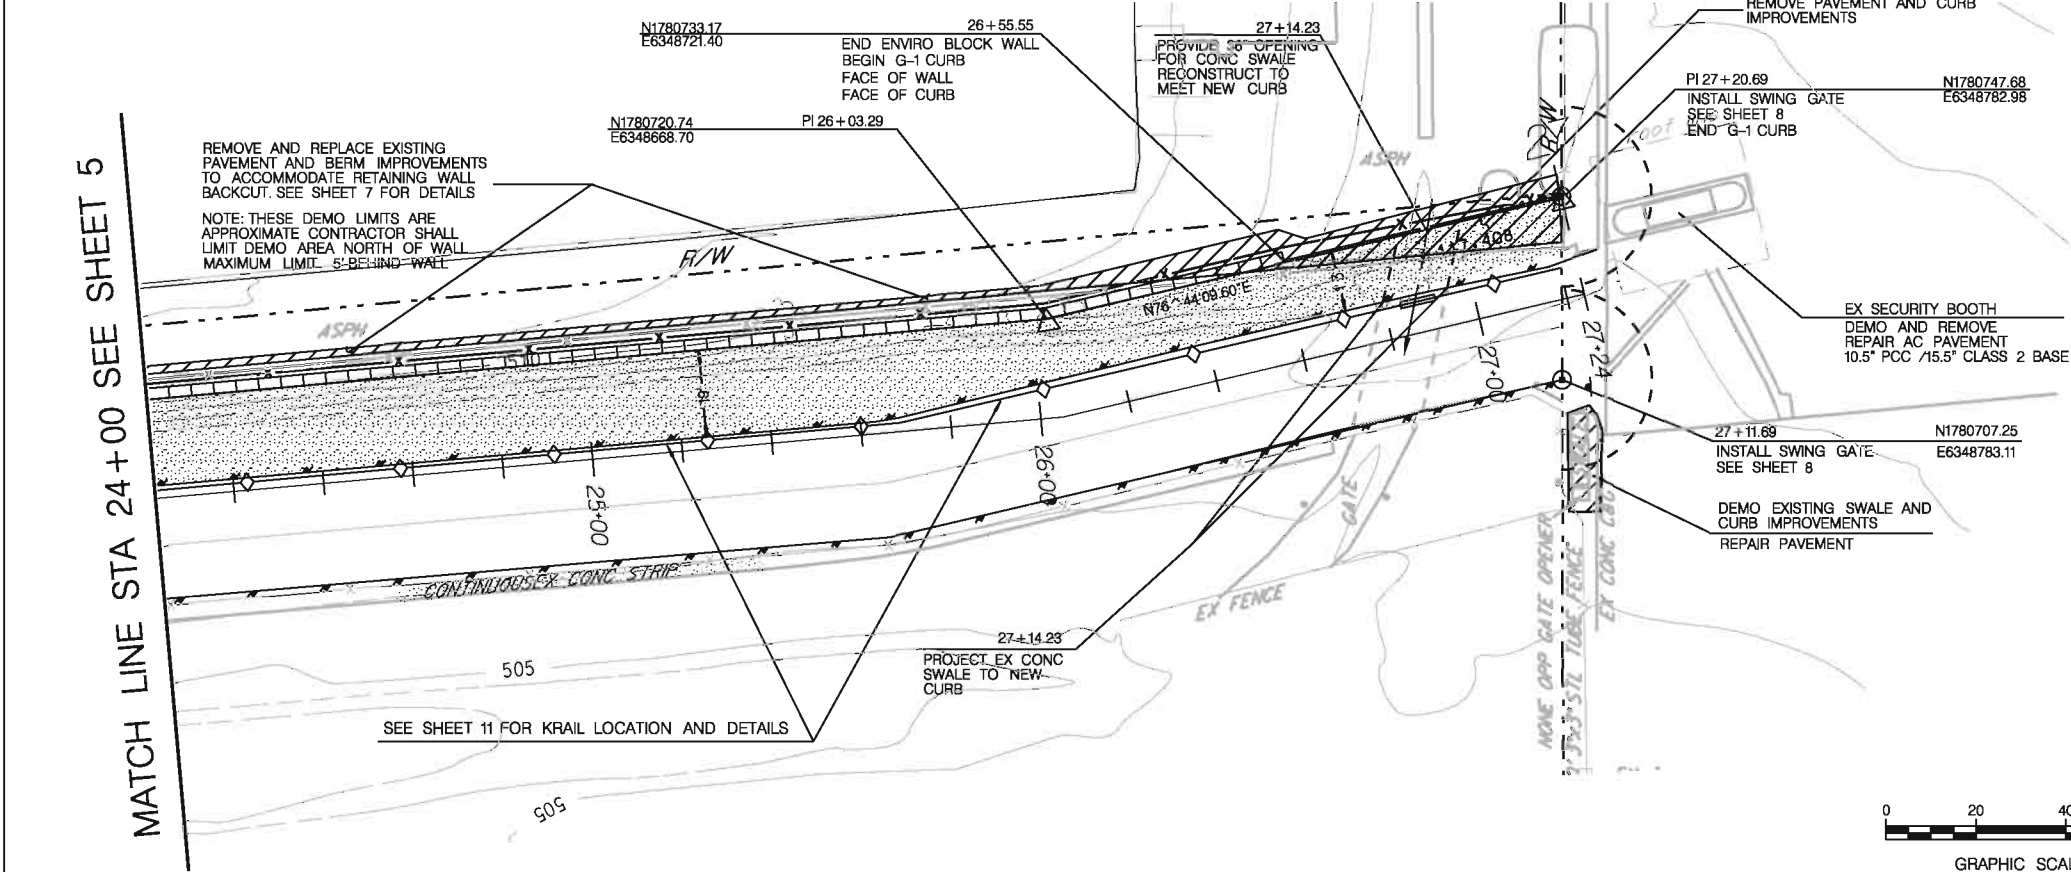 MATCH LINE STA 24+00 SEE SHEET 5
REMOVE AND REPLACE EXISTING
PAVEMENT AND BERM IMPROVEMENTS
TO ACCOMMODATE RETAINING WALL
BACKCUT. SEE SHEET 7 FOR DETAILS
NOTE: THESE DEMO LIMITS ARE
APPROXIMATE CONTRACTOR SHALL
LIMIT DEMO AREA NORTH OF WALL
MAXIMUM LIMIT 5' BEHIND WALL
N1780733.17
E6348721.40
26+55.55
END ENVIRO BLOCK WALL
BEGIN G-1 CURB
FACE OF WALL
FACE OF CURB
N1780720.74
E6348668.70
PI 26+03.29
27+14.23
PROVIDE 36" OPENING
FOR CONC SWALE
RECONSTRUCT TO
MEET NEW CURB
REMOVE PAVEMENT AND CURB
IMPROVEMENTS
PI 27+20.69
INSTALL SWING GATE
SEE SHEET 8
END G-1 CURB
N1780747.68
E6348782.98
R/W
R/W
ASPH
ASPH
N76°44'09.60"E
EX SECURITY BOOTH
DEMO AND REMOVE
REPAIR AC PAVEMENT
10.5" PCC /15.5" CLASS 2 BASE
27+24
27+00
26+00
25+00
27+11.69
INSTALL SWING GATE
SEE SHEET 8
N1780707.25
E6348783.11
DEMO EXISTING SWALE AND
CURB IMPROVEMENTS
REPAIR PAVEMENT
GATE
EX FENCE
CONTINUOUS EX CONC STRIP
NONE OPP GATE OPENER
STL TUBE FENCE
EX CONC C&G
27+14.23
PROJECT EX CONC
SWALE TO NEW
CURB
505
505
SEE SHEET 11 FOR KRAIL LOCATION AND DETAILS
0 20 40
GRAPHIC SCAL